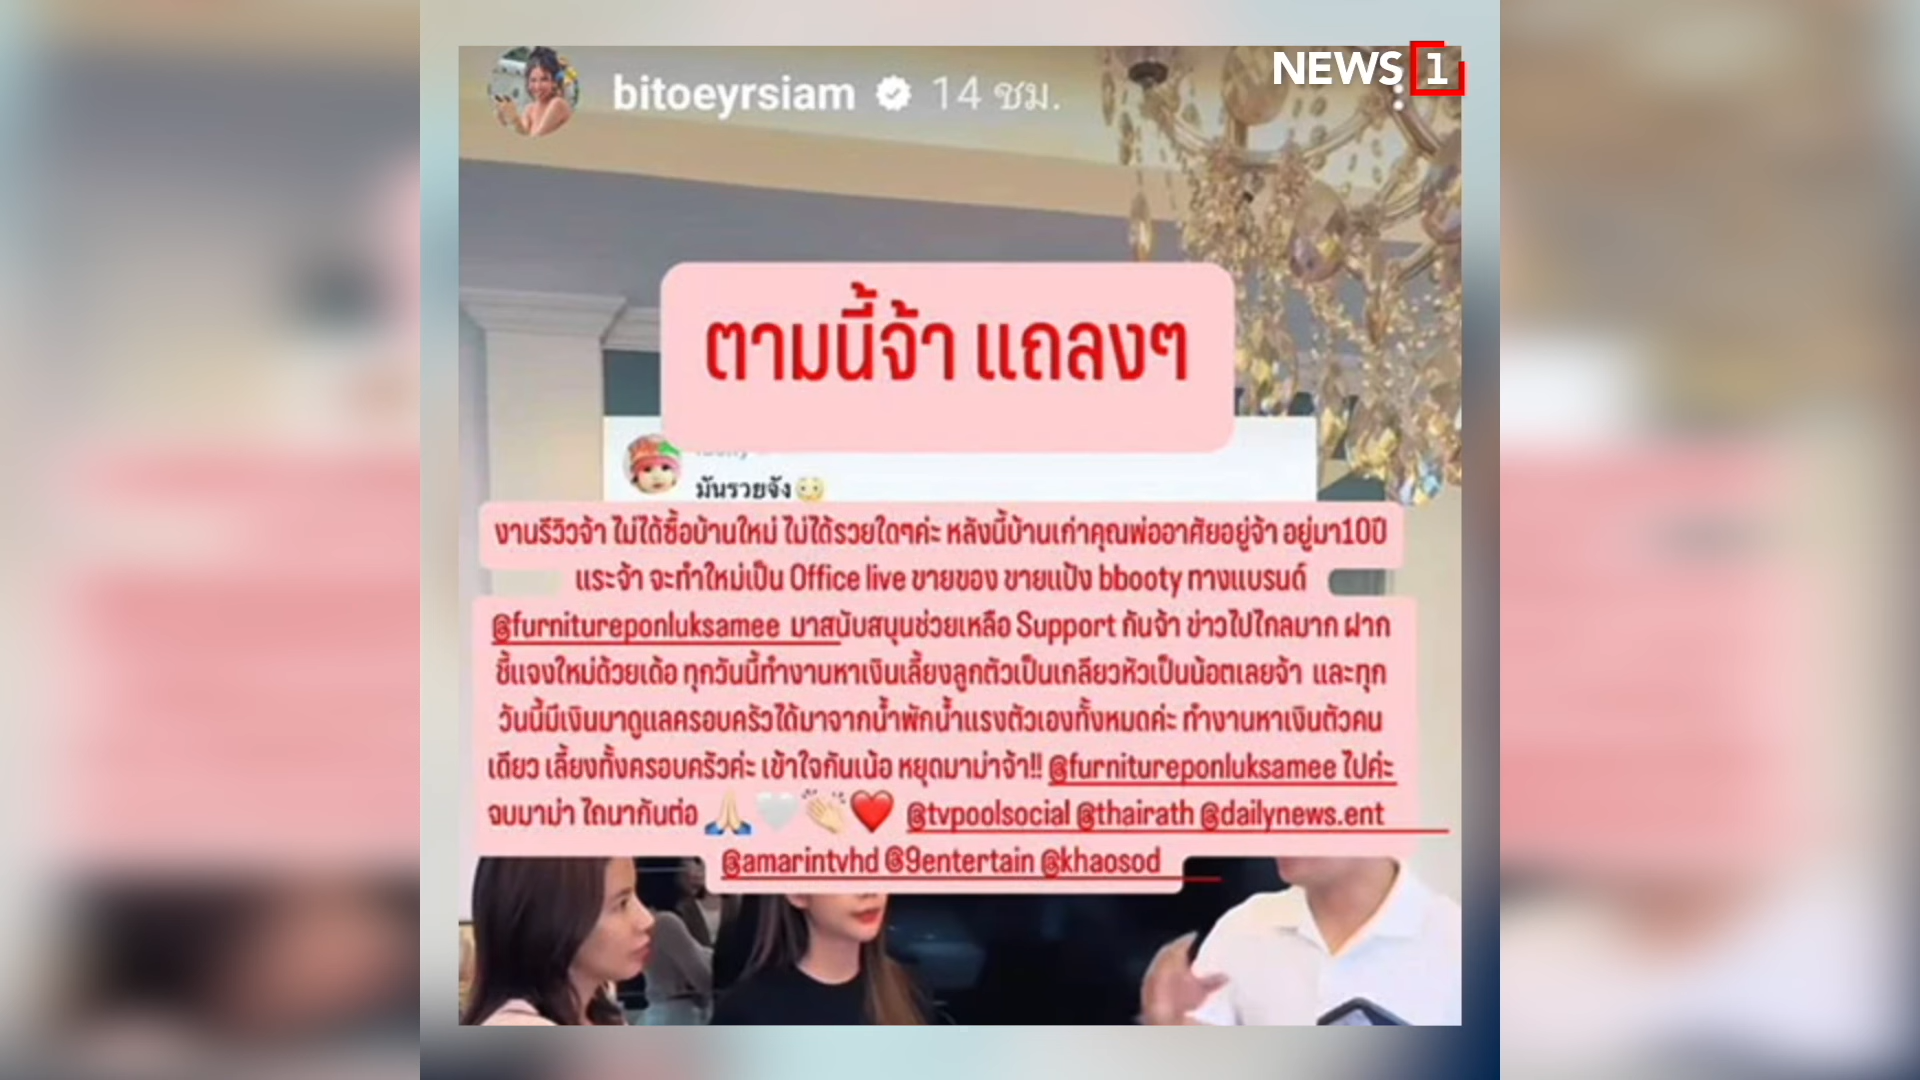 NEWS 1
bitoeyrsiam 14 ชม.
ตามนี้จ้า แถลงๆ
มันรวยจัง
งานรีวิวจ้า ไม่ได้ซื้อบ้านใหม่ ไม่ได้รวยใดๆค่ะ หลังนี้บ้านเก่าคุณพ่ออาศัยอยู่จ้า อยู่มา10ปี
แระจ้า จะทำใหม่เป็น Office live ขายของ ขายแป้ง bbooty ทางแบรนด์
@furnitureponluksamee มาสนับสนุนช่วยเหลือ Support กันจ้า ข่าวไปไกลมาก ฝาก
ชี้แจงใหม่ด้วยเด้อ ทุกวันนี้ทำงานหาเงินเลี้ยงลูกตัวเป็นเกลียวหัวเป็นน้อตเลยจ้า และทุก
วันนี้มีเงินมาดูแลครอบครัวได้มาจากน้ำพักน้ำแรงตัวเองทั้งหมดค่ะ ทำงานหาเงินตัวคน
เดียว เลี้ยงทั้งครอบครัวค่ะ เข้าใจกันเน้อ หยุดมาม่าจ้า!! @furnitureponluksamee ไปค่ะ
จบมาม่า ไถนากันต่อ 🙏🏻🤍👏🏻❤️ @tvpoolsocial @thairath @dailynews.ent
@amarintvhd @9entertain @khaosod